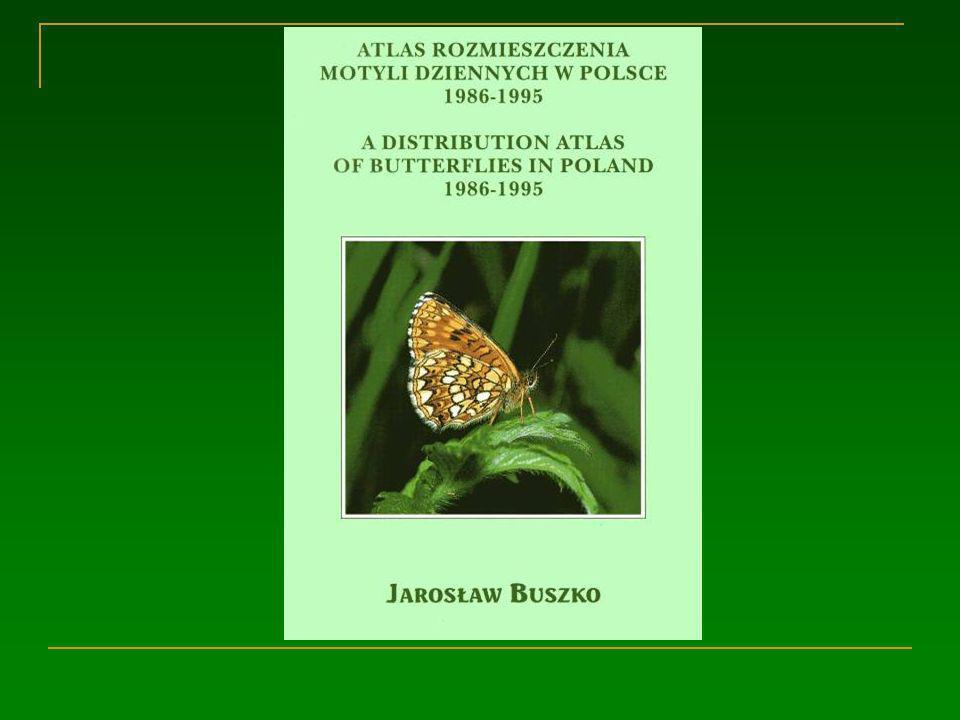 ATLAS ROZMIESZCZENIA
MOTYLI DZIENNYCH W POLSCE
1986-1995
A DISTRIBUTION ATLAS
OF BUTTERFLIES IN POLAND
1986-1995
JAROSŁAW BUSZKO